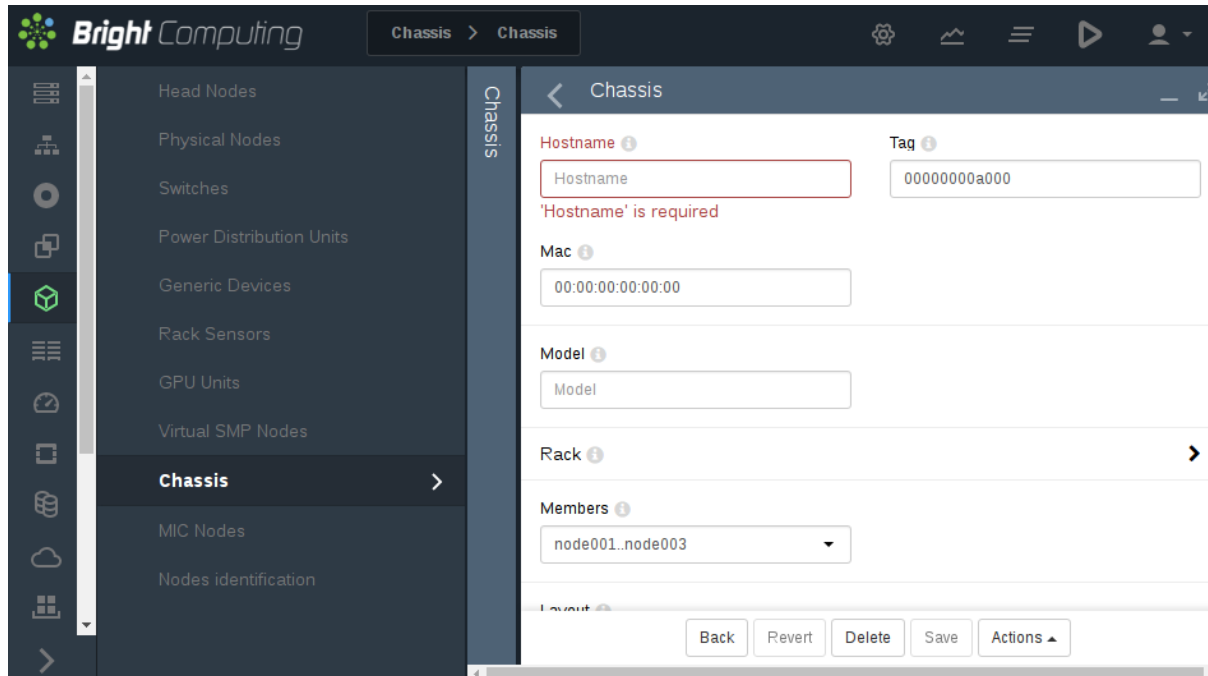 Bright Computing
Chassis > Chassis
Head Nodes
Physical Nodes
Switches
Power Distribution Units
Generic Devices
Rack Sensors
GPU Units
Virtual SMP Nodes
Chassis
MIC Nodes
Nodes identification
Chassis
Chassis
Hostname
Tag
Hostname
00000000a000
'Hostname' is required
Mac
00:00:00:00:00:00
Model
Model
Rack
Members
node001..node003
Layout
Back
Revert
Delete
Save
Actions